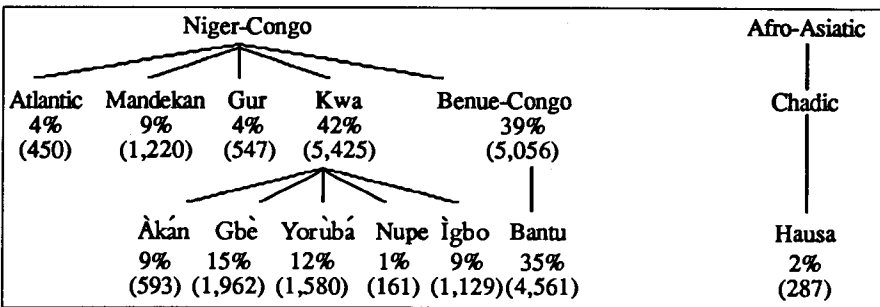 Niger-Congo Afro-Asiatic
Atlantic Mandekan Gur Kwa Benue-Congo Chadic
4% 9% 4% 42% 39%
(450) (1,220) (547) (5,425) (5,056)
Àkán Gbè Yorùbá Nupe Ìgbo Bantu Hausa
9% 15% 12% 1% 9% 35% 2%
(593) (1,962) (1,580) (161) (1,129) (4,561) (287)